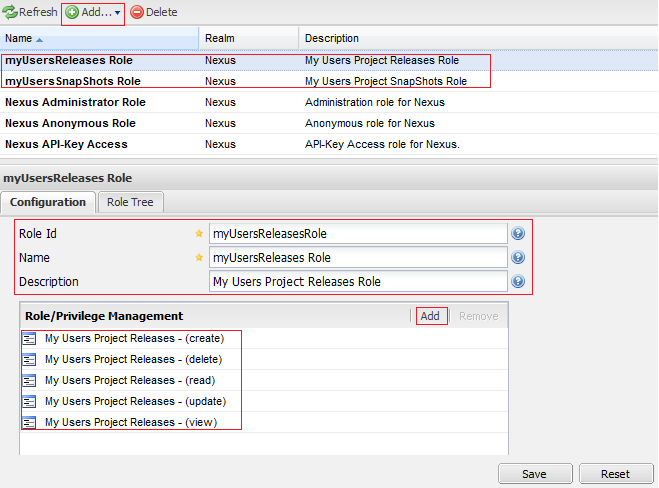 Refresh Add... Delete
Name Realm Description
myUsersReleases Role Nexus My Users Project Releases Role
myUsersSnapShots Role Nexus My Users Project SnapShots Role
Nexus Administrator Role Nexus Administration role for Nexus
Nexus Anonymous Role Nexus Anonymous role for Nexus
Nexus API-Key Access Nexus API-Key Access role for Nexus.
myUsersReleases Role
Configuration Role Tree
Role Id myUsersReleasesRole
Name myUsersReleases Role
Description My Users Project Releases Role
Role/Privilege Management Add Remove
My Users Project Releases - (create)
My Users Project Releases - (delete)
My Users Project Releases - (read)
My Users Project Releases - (update)
My Users Project Releases - (view)
Save Reset